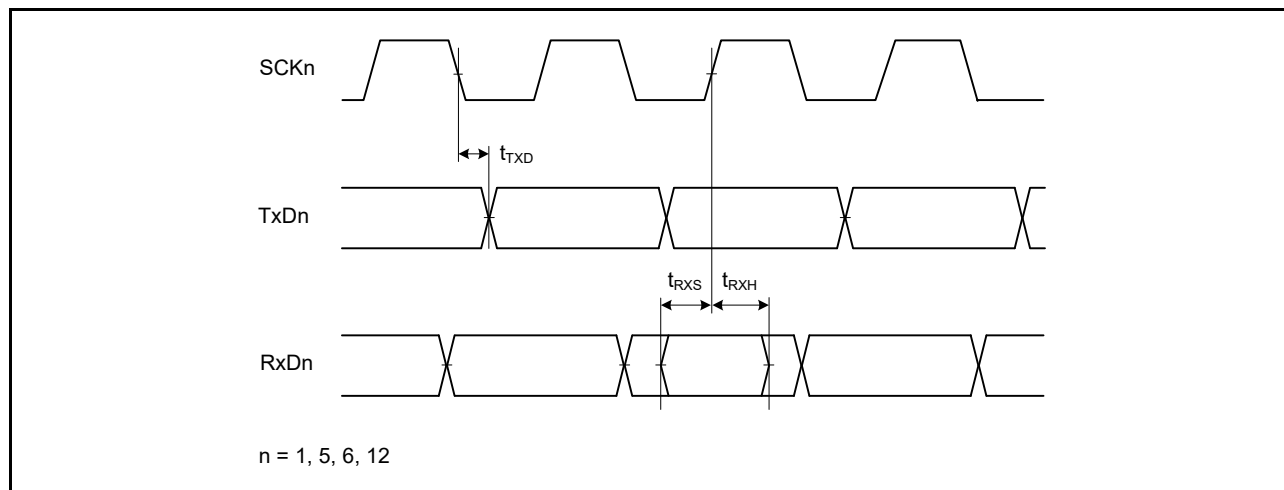 SCKn
tTXD
TxDn
tRXS tRXH
RxDn
n = 1, 5, 6, 12